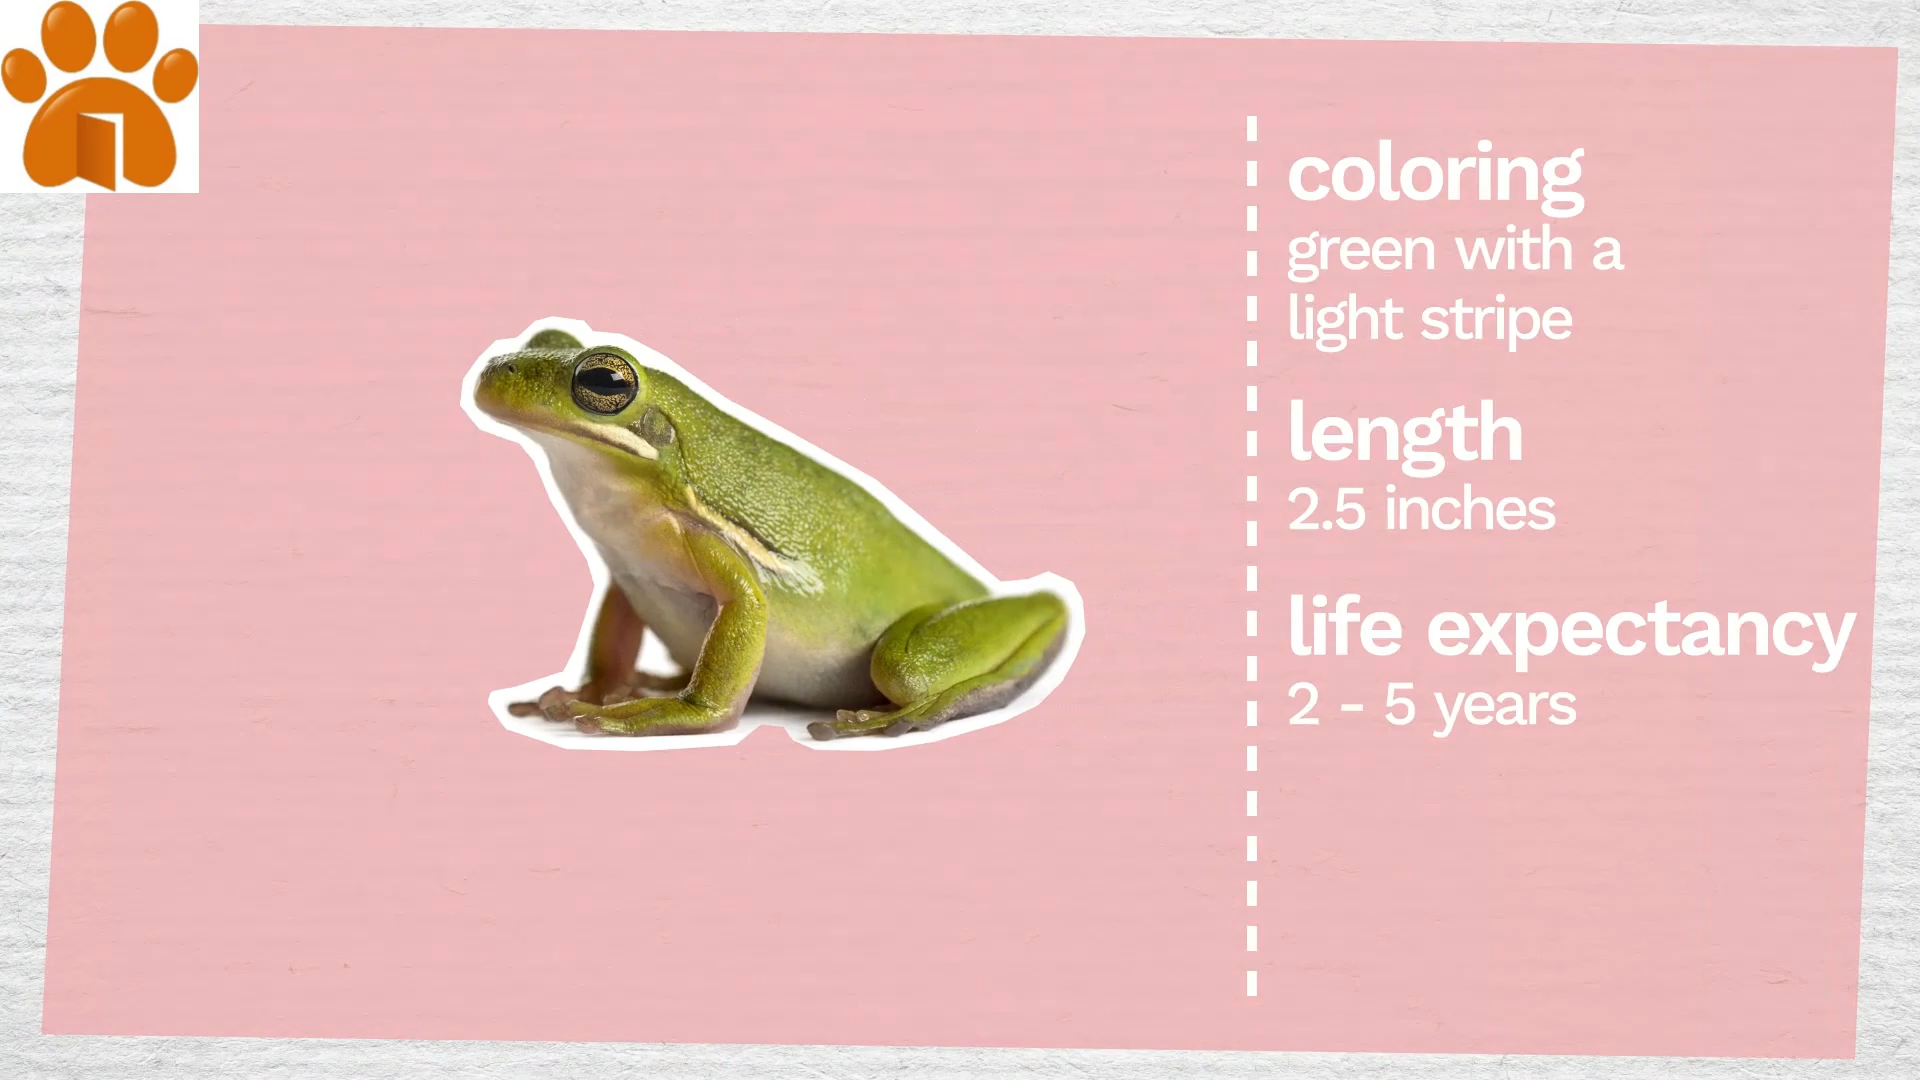 coloring
green with a
light stripe
length
2.5 inches
life expectancy
2 - 5 years